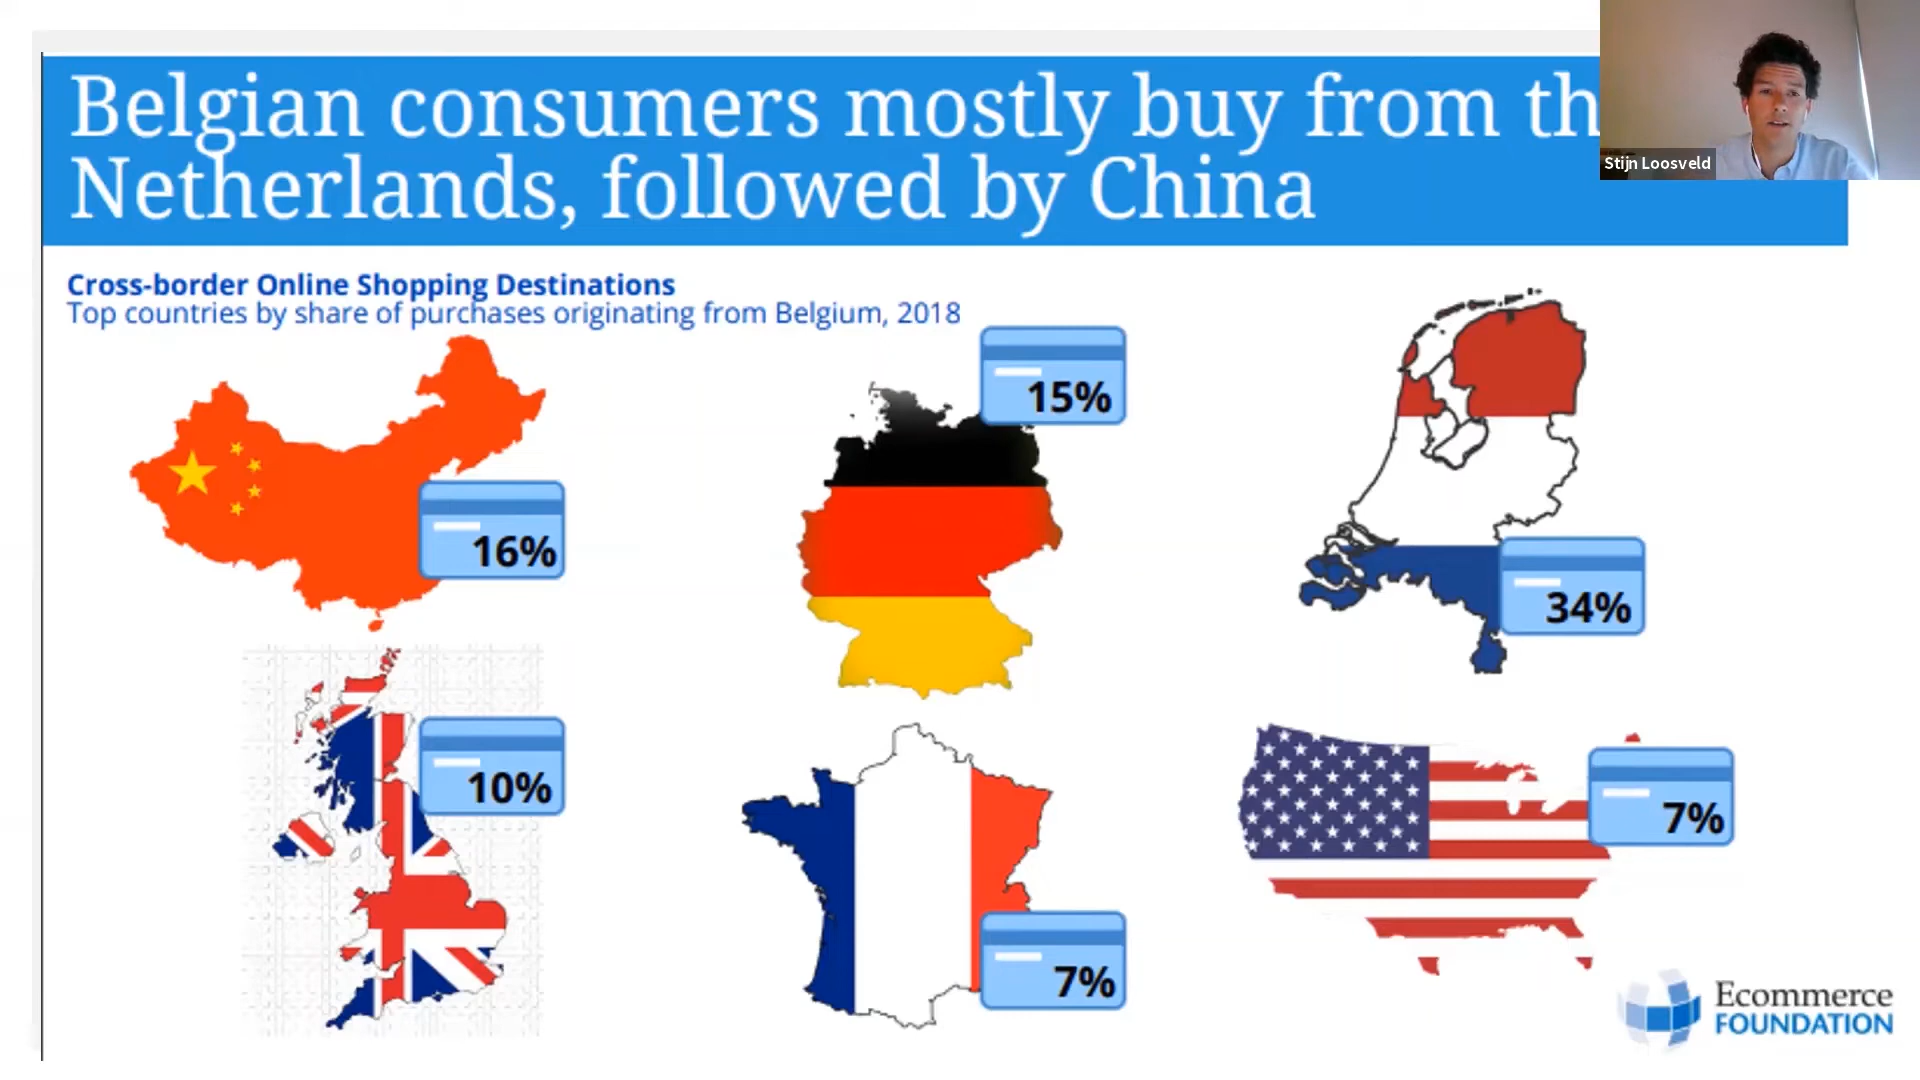 Belgian consumers mostly buy from th
Netherlands, followed by China
Stijn Loosveld
Cross-border Online Shopping Destinations
Top countries by share of purchases originating from Belgium, 2018
15%
16%
34%
10%
7%
7%
Ecommerce
FOUNDATION